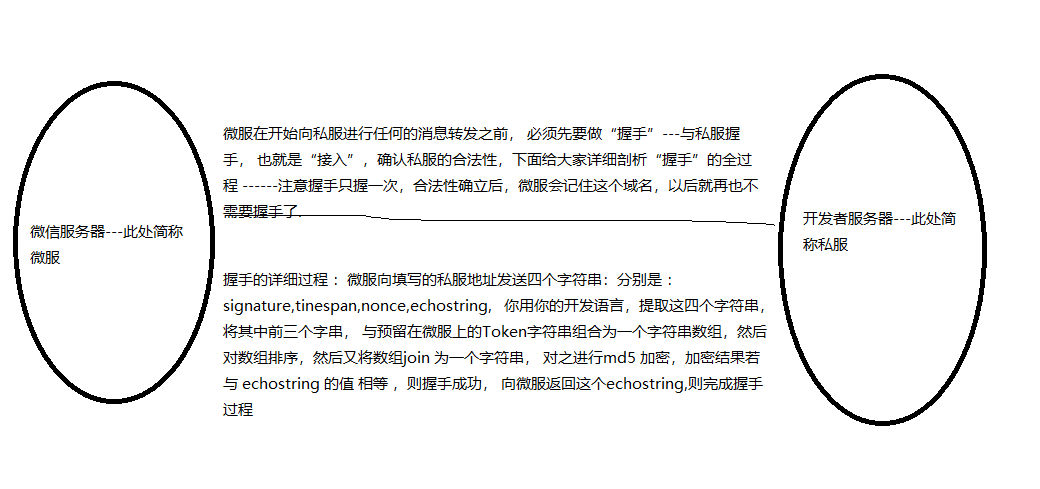 微服在开始向私服进行任何的消息转发之前， 必须先要做“握手”---与私服握
手， 也就是“接入”，确认私服的合法性，下面给大家详细剖析“握手”的全过
程 ------注意握手只握一次，合法性确立后，微服会记住这个域名，以后就再也不
需要握手了.
微信服务器---此处简称
微服
开发者服务器---此处简
称私服
握手的详细过程 ：微服向填写的私服地址发送四个字符串：分别是：
signature,tinespan,nonce,echostring， 你用你的开发语言，提取这四个字符串，
将其中前三个字串， 与预留在微服上的Token字符串组合为一个字符串数组，然后
对数组排序，然后又将数组join 为一个字符串， 对之进行md5 加密，加密结果若
与 echostring 的值 相等 ，则握手成功， 向微服返回这个echostring,则完成握手
过程